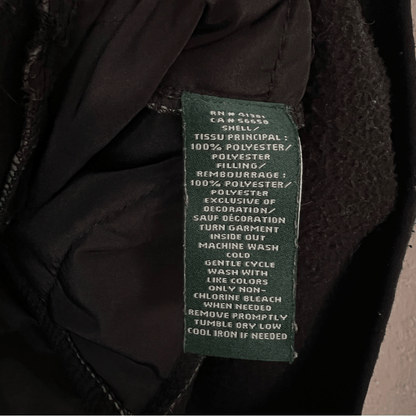 RN#
CA# 56658
SHELL/
TISSU PRINCIPAL:
100% POLYESTER/
POLYESTER
FILLING/
REMBOURRAGE:
100% POLYESTER/
POLYESTER
EXCLUSIVE OF
DECORATION/
SAUF DÉCORATION
TURN GARMENT
INSIDE OUT
MACHINE WASH
COLD
GENTLE CYCLE
WASH WITH
LIKE COLORS
ONLY NON-
CHLORINE BLEACH
WHEN NEEDED
REMOVE PROMPTLY
TUMBLE DRY LOW
COOL IRON IF NEEDED